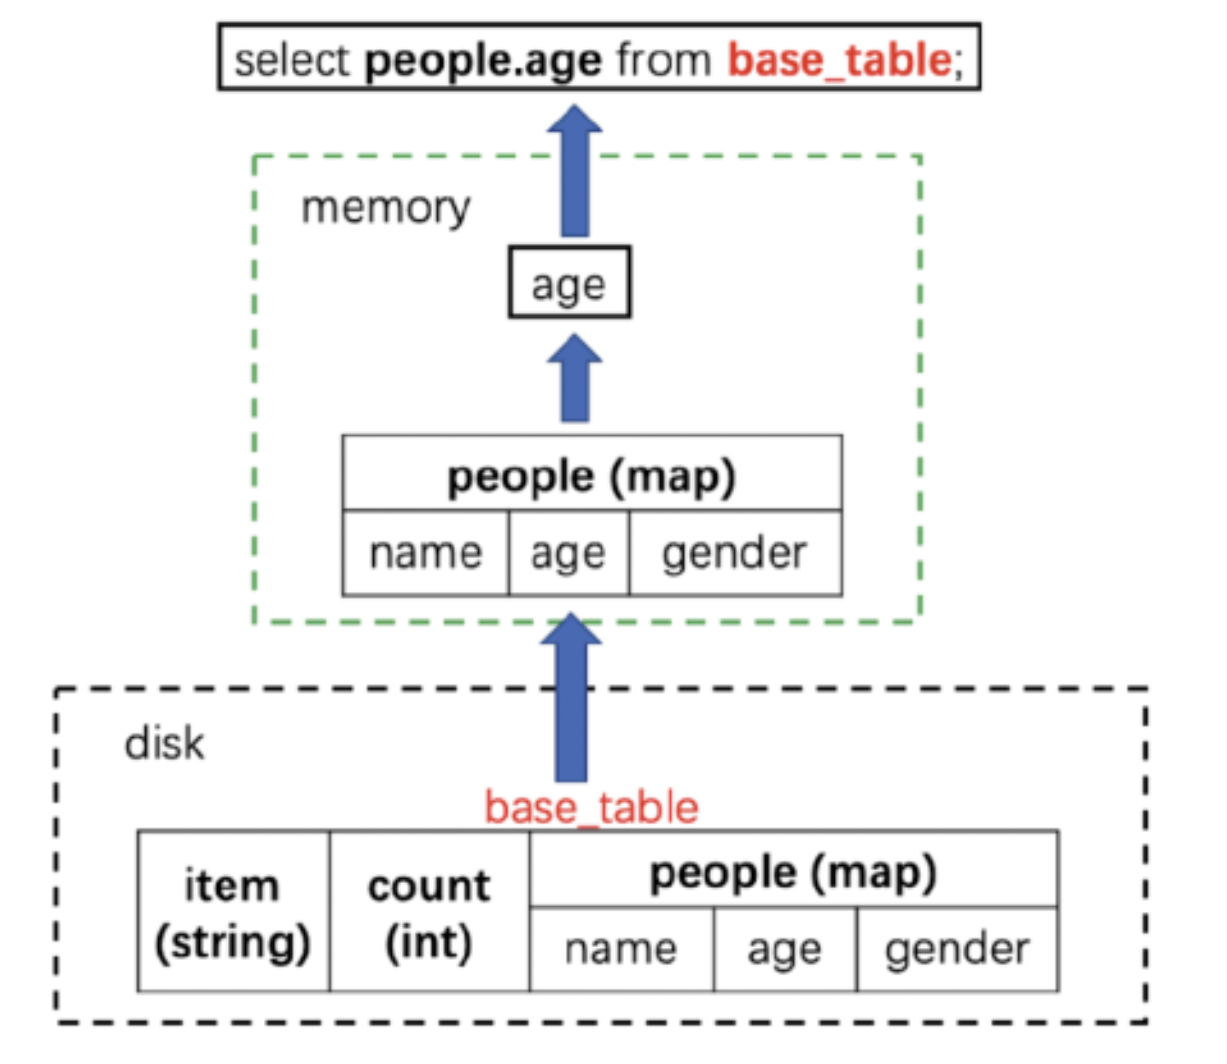 select people.age from base_table;
memory
age
people (map)
name age gender
disk
base_table
item (string)
count (int)
people (map)
name age gender